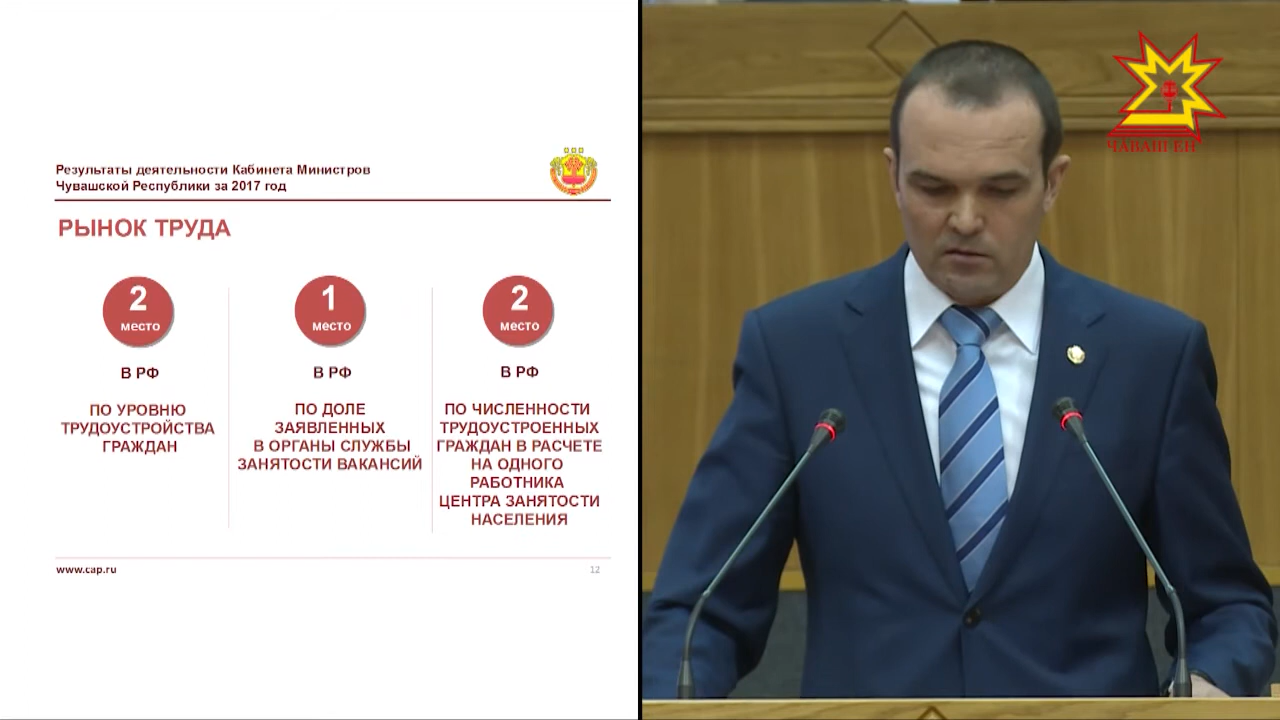 Результаты деятельности Кабинета Министров
Чувашской Республики за 2017 год
РЫНОК ТРУДА
2
место
В РФ
ПО УРОВНЮ
ТРУДОУСТРОЙСТВА
ГРАЖДАН
1
место
В РФ
ПО ДОЛЕ
ЗАЯВЛЕННЫХ
В ОРГАНЫ СЛУЖБЫ
ЗАНЯТОСТИ ВАКАНСИЙ
2
место
В РФ
ПО ЧИСЛЕННОСТИ
ТРУДОУСТРОЕННЫХ
ГРАЖДАН В РАСЧЕТЕ
НА ОДНОГО
РАБОТНИКА
ЦЕНТРА ЗАНЯТОСТИ
НАСЕЛЕНИЯ
www.cap.ru
12
ЧӐВАШ ЕН